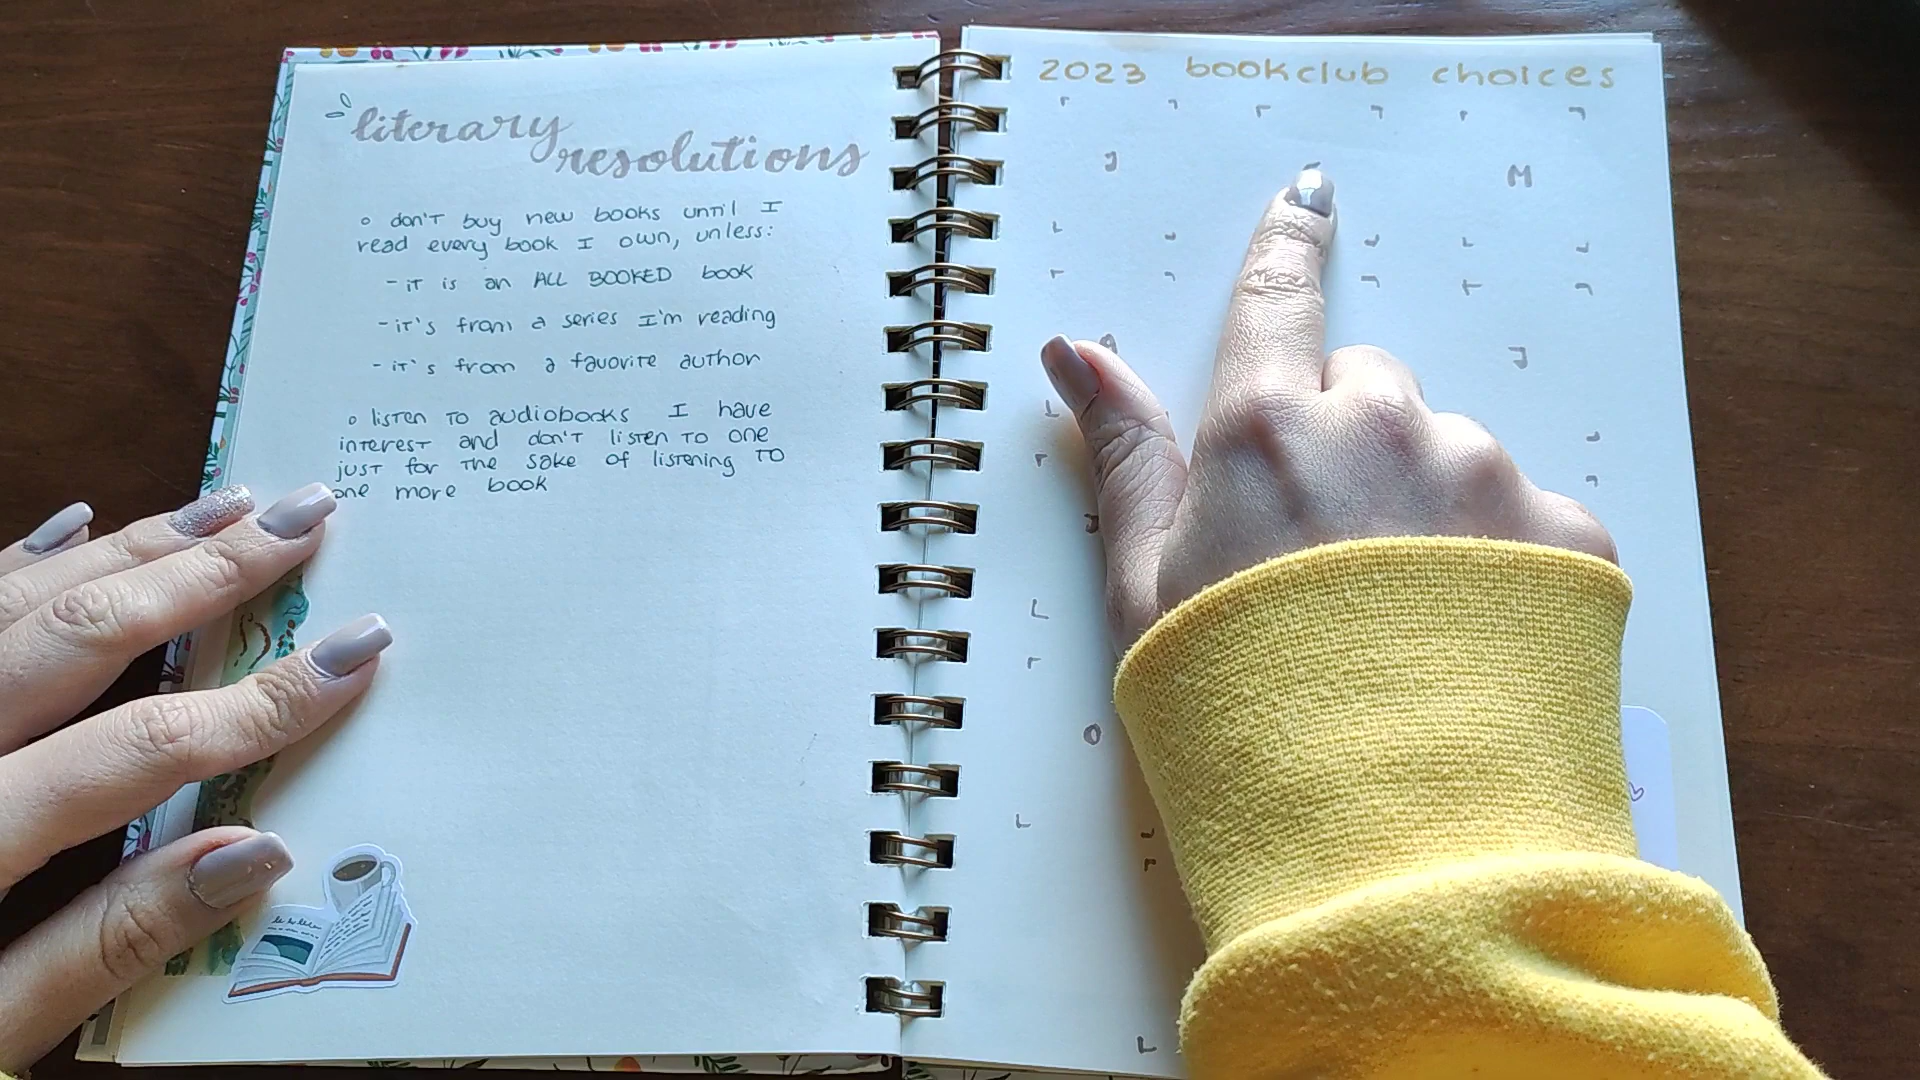 literary
resolutions
o don't buy new books until I
read every book I own, unless:
- it is an ALL BOOKED book
- it's from a series I'm reading
- it's from a favorite author
o listen to audiobooks I have
interest and don't listen to one
just for the sake of listening to
one more book
2023 bookclub choices
J M
A J
J
O